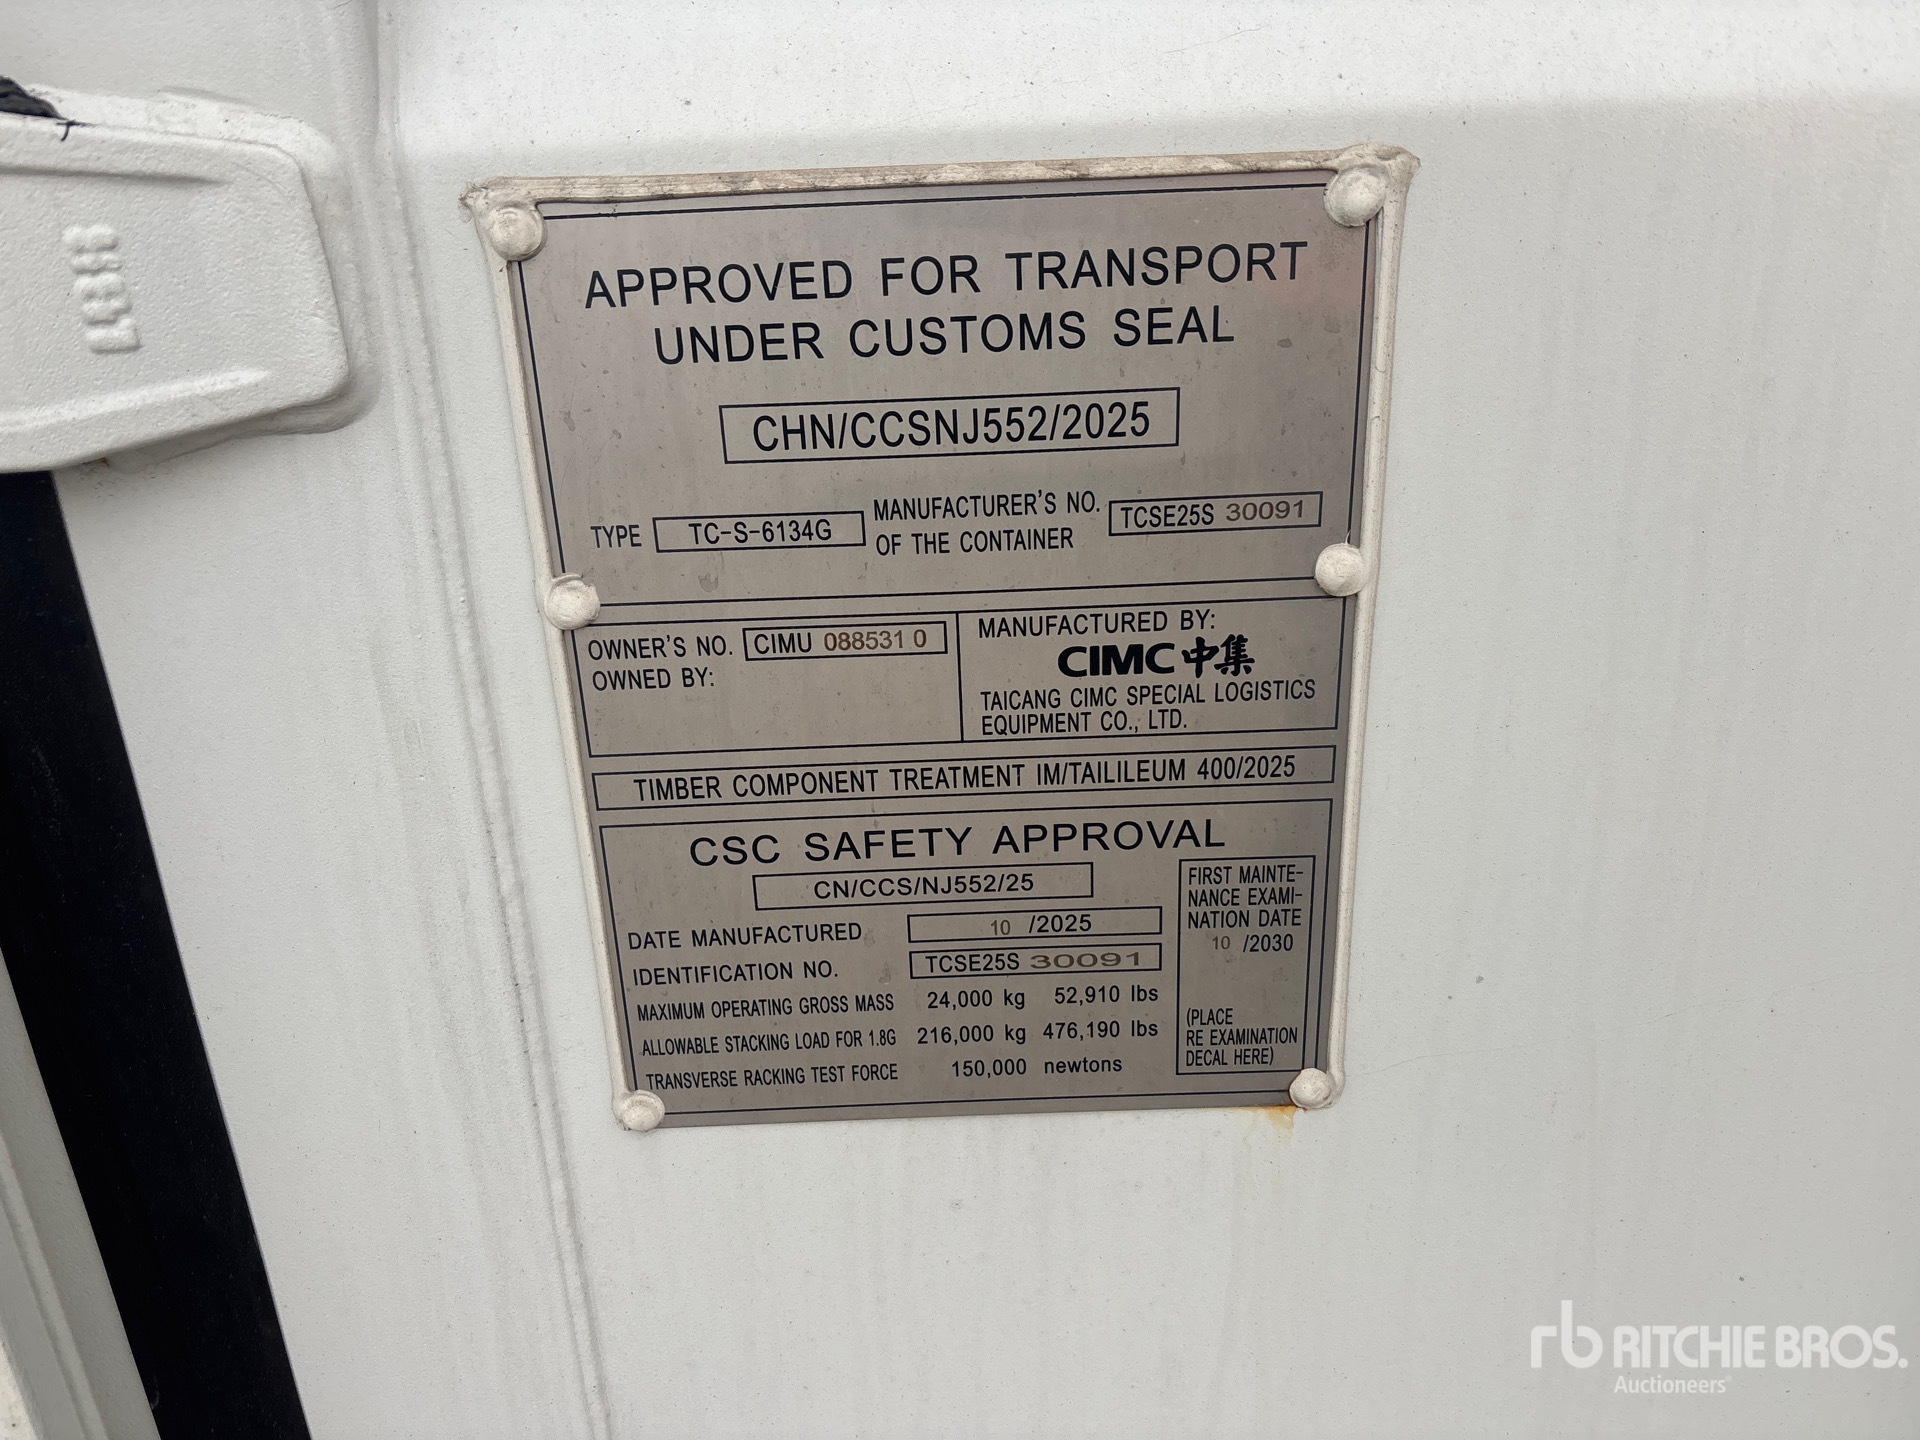 APPROVED FOR TRANSPORT
UNDER CUSTOMS SEAL
CHN/CCSNJ552/2025
TYPE TC-S-6134G MANUFACTURER'S NO. OF THE CONTAINER TCSE25S 30091
OWNER'S NO. CIMU 088531 0
OWNED BY:
MANUFACTURED BY:
CIMC 中集
TAICANG CIMC SPECIAL LOGISTICS
EQUIPMENT CO., LTD.
TIMBER COMPONENT TREATMENT IM/TAILILEUM 400/2025
CSC SAFETY APPROVAL
CN/CCS/NJ552/25
DATE MANUFACTURED 10 /2025
IDENTIFICATION NO. TCSE25S 30091
MAXIMUM OPERATING GROSS MASS 24,000 kg 52,910 lbs
ALLOWABLE STACKING LOAD FOR 1.8G 216,000 kg 476,190 lbs
TRANSVERSE RACKING TEST FORCE 150,000 newtons
FIRST MAINTE-
NANCE EXAMI-
NATION DATE
10 /2030
(PLACE
RE EXAMINATION
DECAL HERE)
rb RITCHIE BROS.
Auctioneers